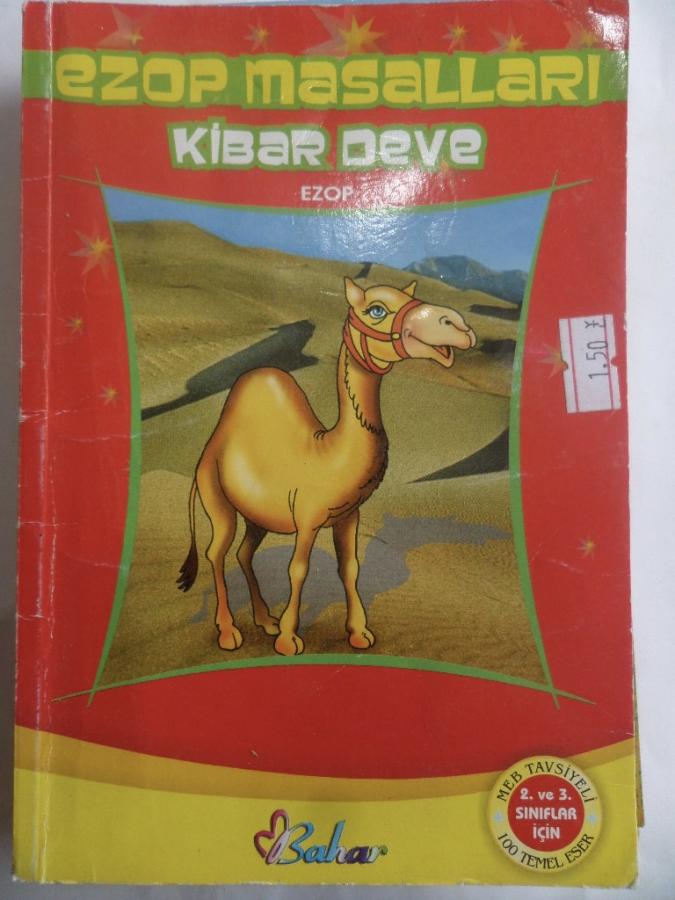 EZOP MASALLARI
KİBAR DEVE
EZOP
1.50
MEB TAVSİYELİ
2. ve 3.
SINIFLAR
İÇİN
100 TEMEL ESER
Bahar